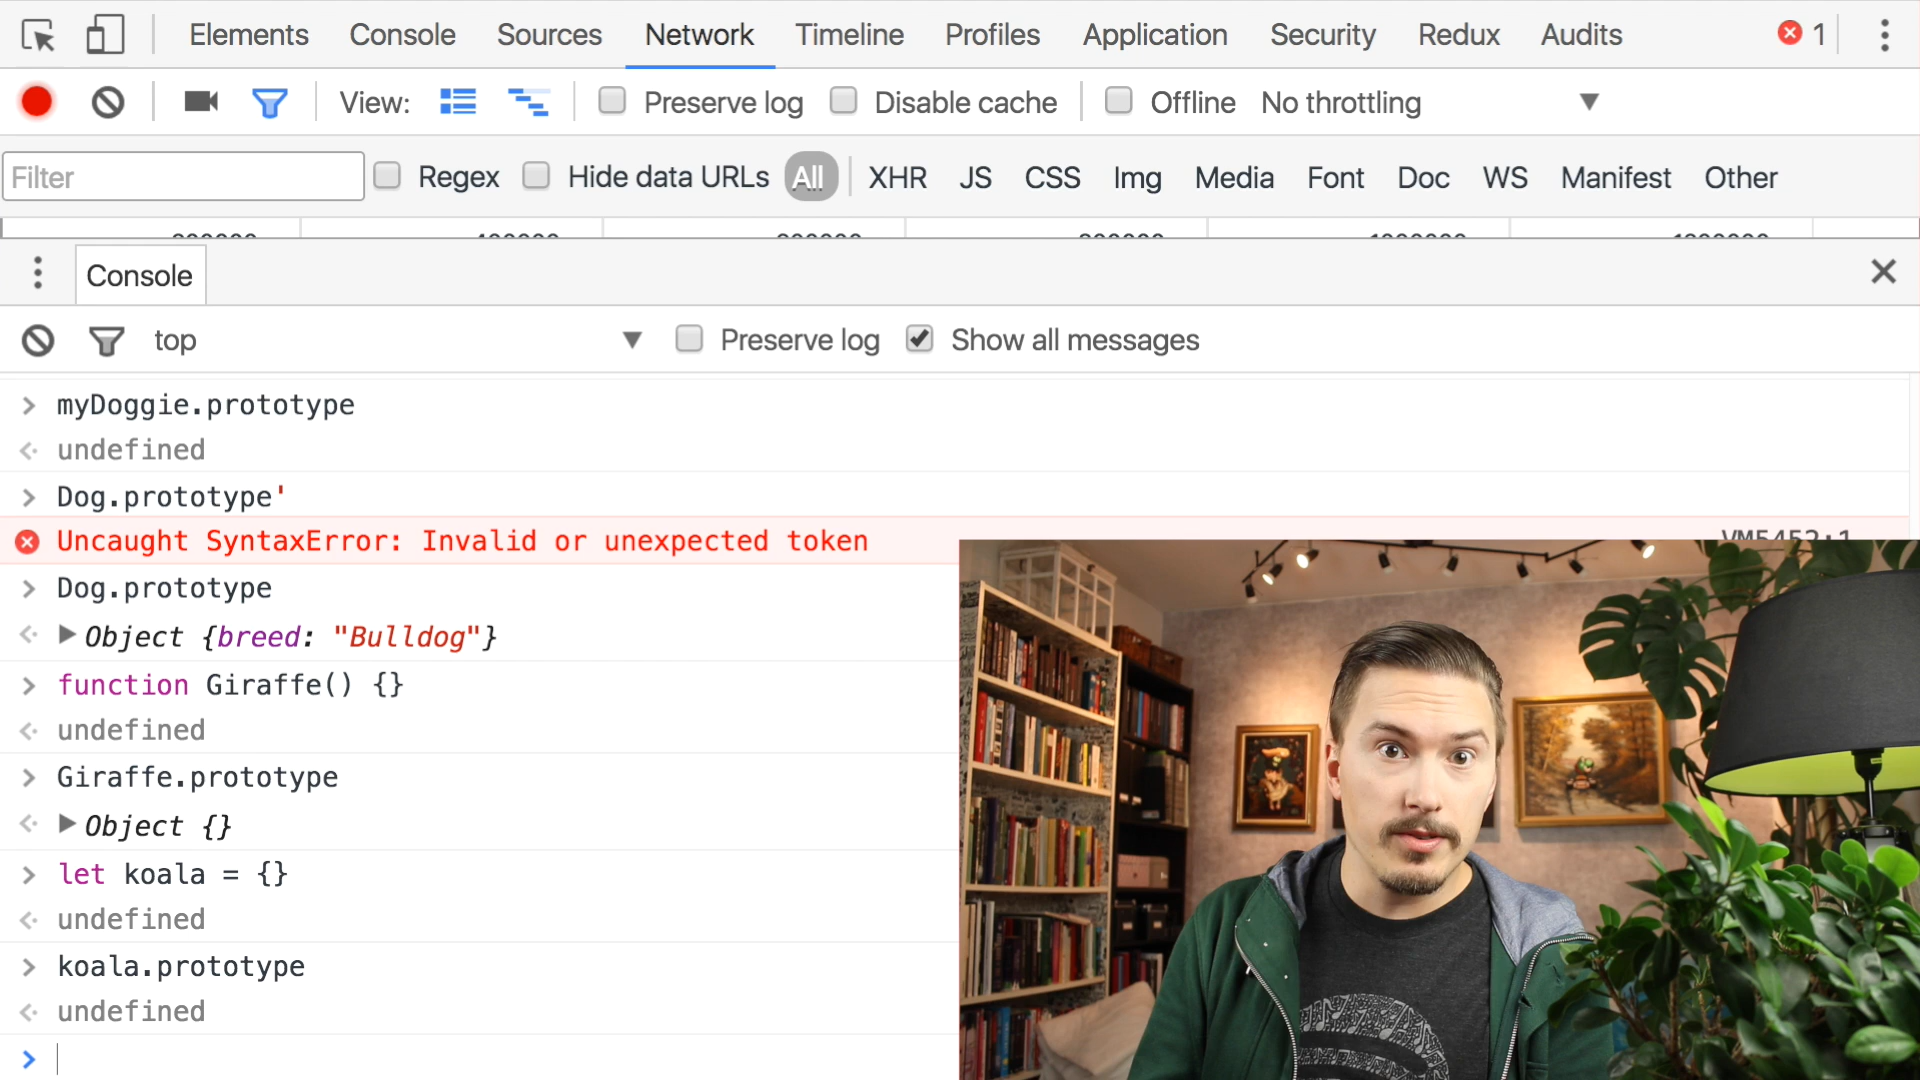 Elements Console Sources Network Timeline Profiles Application Security Redux Audits 1
View: Preserve log Disable cache Offline No throttling
Filter Regex Hide data URLs All XHR JS CSS Img Media Font Doc WS Manifest Other
Console
top Preserve log Show all messages
myDoggie.prototype
undefined
Dog.prototype'
Uncaught SyntaxError: Invalid or unexpected token
Dog.prototype
Object {breed: "Bulldog"}
function Giraffe() {}
undefined
Giraffe.prototype
Object {}
let koala = {}
undefined
koala.prototype
undefined